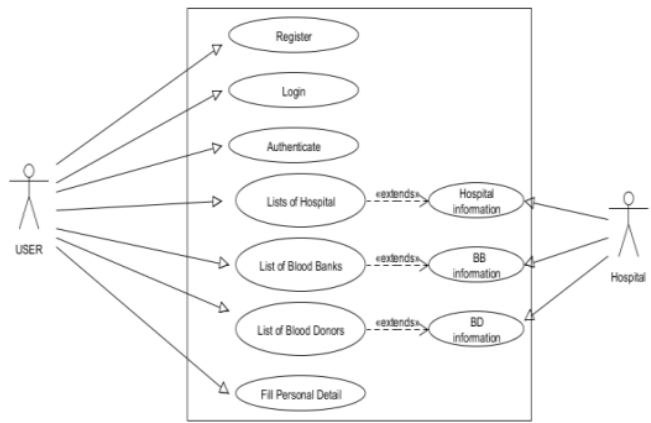 Register
Login
Authenticate
Lists of Hospital
«extends»
Hospital
information
USER
List of Blood Banks
«extends»
BB
information
Hospital
List of Blood Donors
«extends»
BD
information
Fill Personal Detail